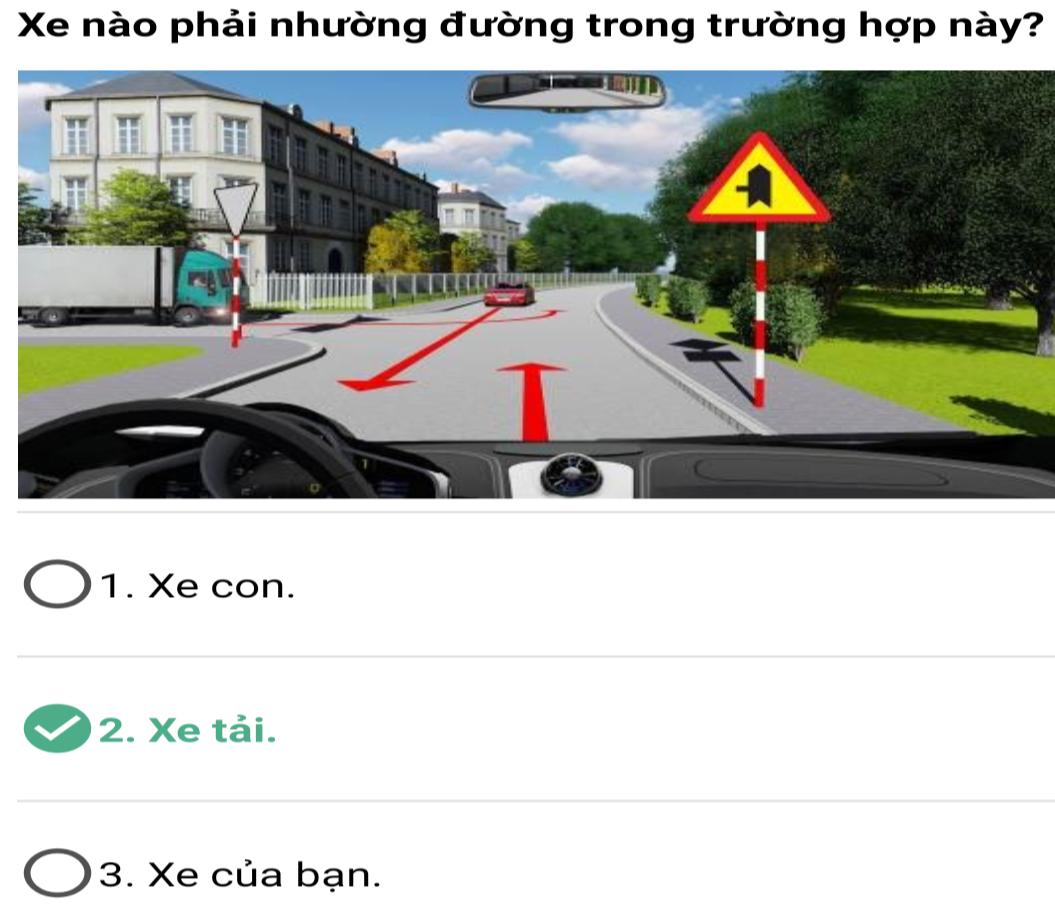 Xe nào phải nhường đường trong trường hợp này?
1. Xe con.
2. Xe tải.
3. Xe của bạn.